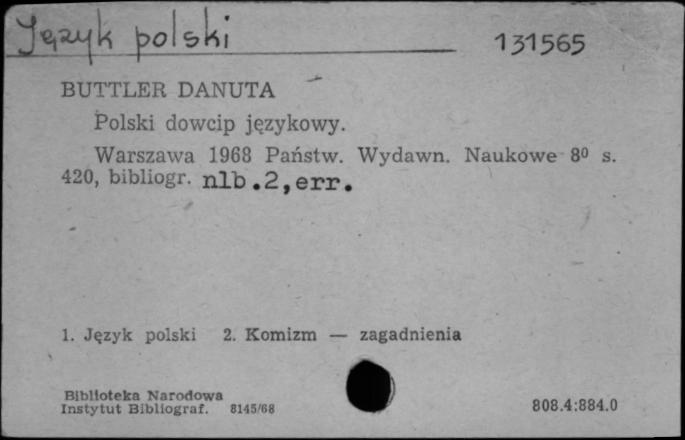 Język polski 131565
BUTTLER DANUTA
Polski dowcip językowy.
Warszawa 1968 Państw. Wydawn. Naukowe 8⁰ s.
420, bibliogr. nlb.2,err.
1. Język polski 2. Komizm — zagadnienia
Biblioteka Narodowa
Instytut Bibliograf. 8145/68 808.4:884.0